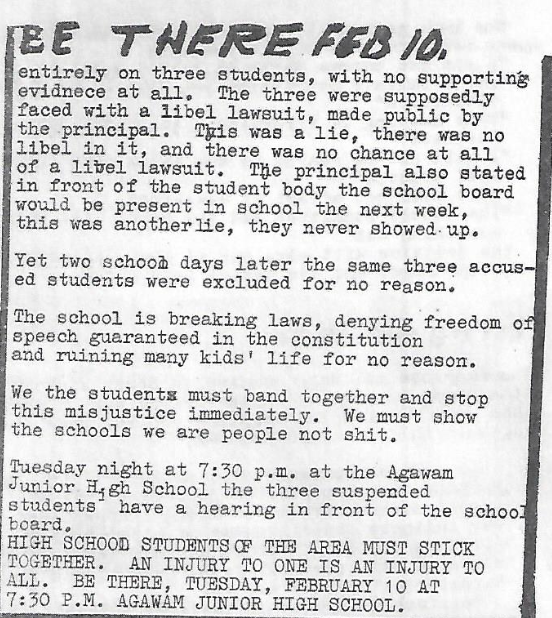 BE THERE FEB 10.
entirely on three students, with no supporting
evidnece at all. The three were supposedly
faced with a libel lawsuit, made public by
the principal. This was a lie, there was no
libel in it, and there was no chance at all
of a libel lawsuit. The principal also stated
in front of the student body the school board
would be present in school the next week,
this was anotherlie, they never showed up.
Yet two school days later the same three accus-
ed students were excluded for no reason.
The school is breaking laws, denying freedom of
speech guaranteed in the constitution
and ruining many kids' life for no reason.
We the students must band together and stop
this misjustice immediately. We must show
the schools we are people not shit.
Tuesday night at 7:30 p.m. at the Agawam
Junior High School the three suspended
students have a hearing in front of the school
board.
HIGH SCHOOL STUDENTS OF THE AREA MUST STICK
TOGETHER. AN INJURY TO ONE IS AN INJURY TO
ALL. BE THERE, TUESDAY, FEBRUARY 10 AT
7:30 P.M. AGAWAM JUNIOR HIGH SCHOOL.